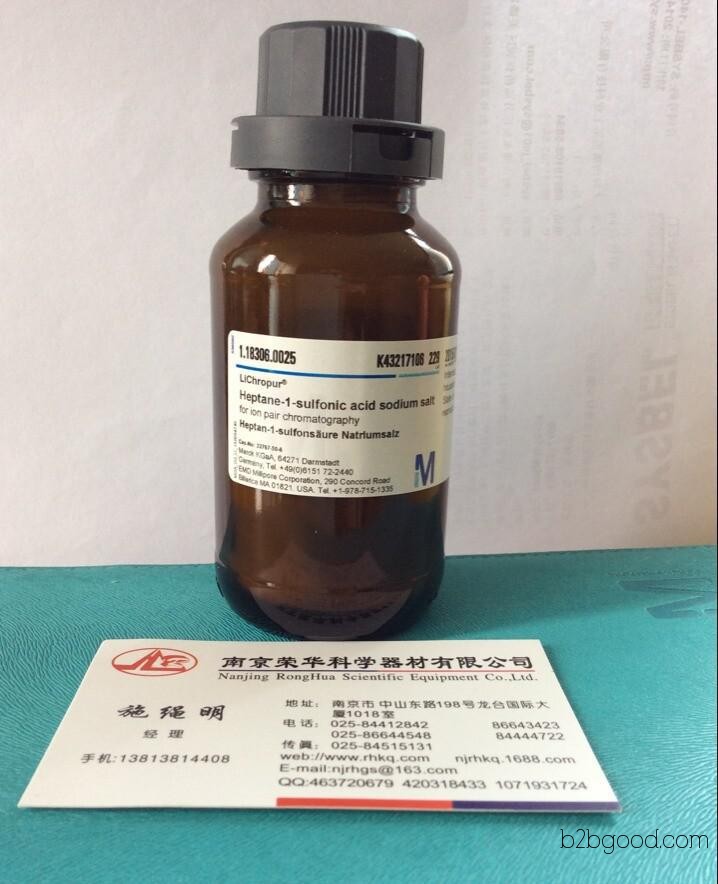 1.18306.0025 K43217106 229
LiChropur®
Heptane-1-sulfonic acid sodium salt
for ion pair chromatography
Heptan-1-sulfonsäure Natriumsalz
Merck KGaA, 64271 Darmstadt
Germany, Tel. +49(0)6151 72-2440
EMD Millipore Corporation, 290 Concord Road
Billerica MA 01821, USA. Tel. +1-978-715-1335
M
南京荣华科学器材有限公司
Nanjing RongHua Scientific Equipment Co.,Ltd.
施绳明
经理
手机:13813814408
地址: 南京市中山东路198号龙台国际大
厦1018室
电话: 025-84412842 86643423
025-86644548 84444722
传真: 025-84515131
web://www.rhkq.com njrhkq.1688.com
E-mail:njrhgs@163.com
QQ:463720679 420318433 1071931724
b2bgood.com